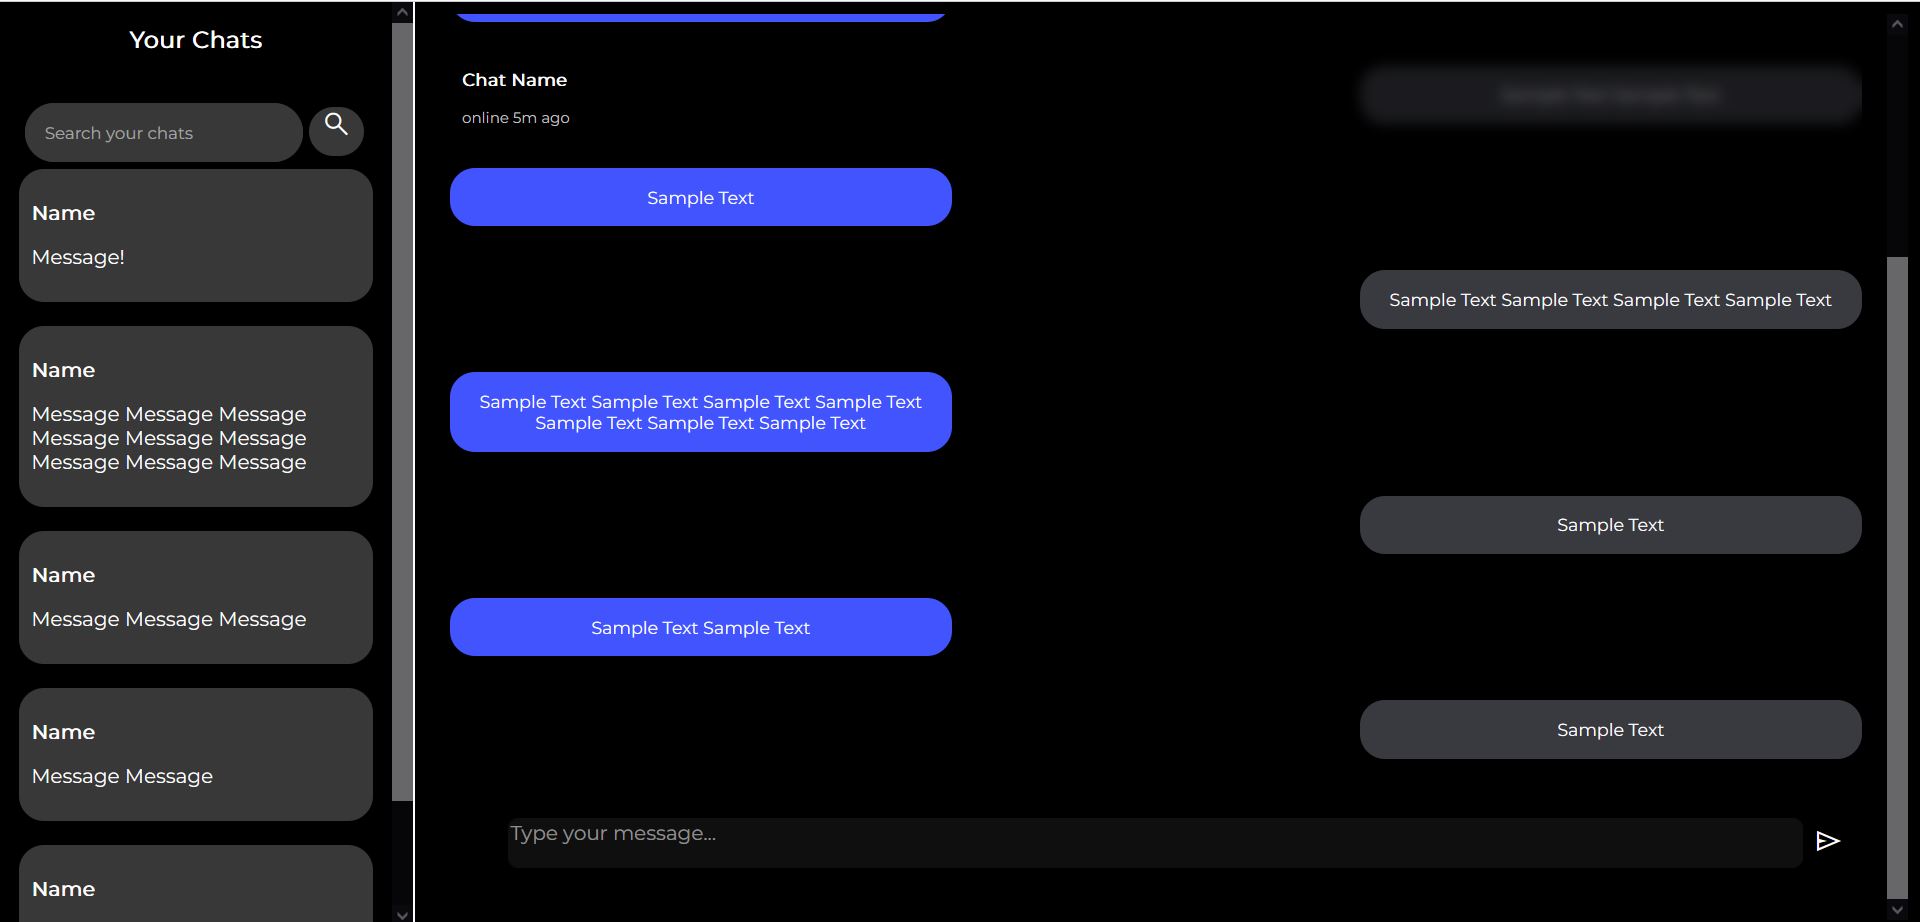 Your Chats
Search your chats
Name
Message!
Name
Message Message Message
Message Message Message
Message Message Message
Name
Message Message Message
Name
Message Message
Name
Chat Name
online 5m ago
Sample Text
Sample Text Sample Text Sample Text Sample Text
Sample Text Sample Text Sample Text Sample Text
Sample Text Sample Text Sample Text
Sample Text
Sample Text Sample Text
Sample Text
Type your message...